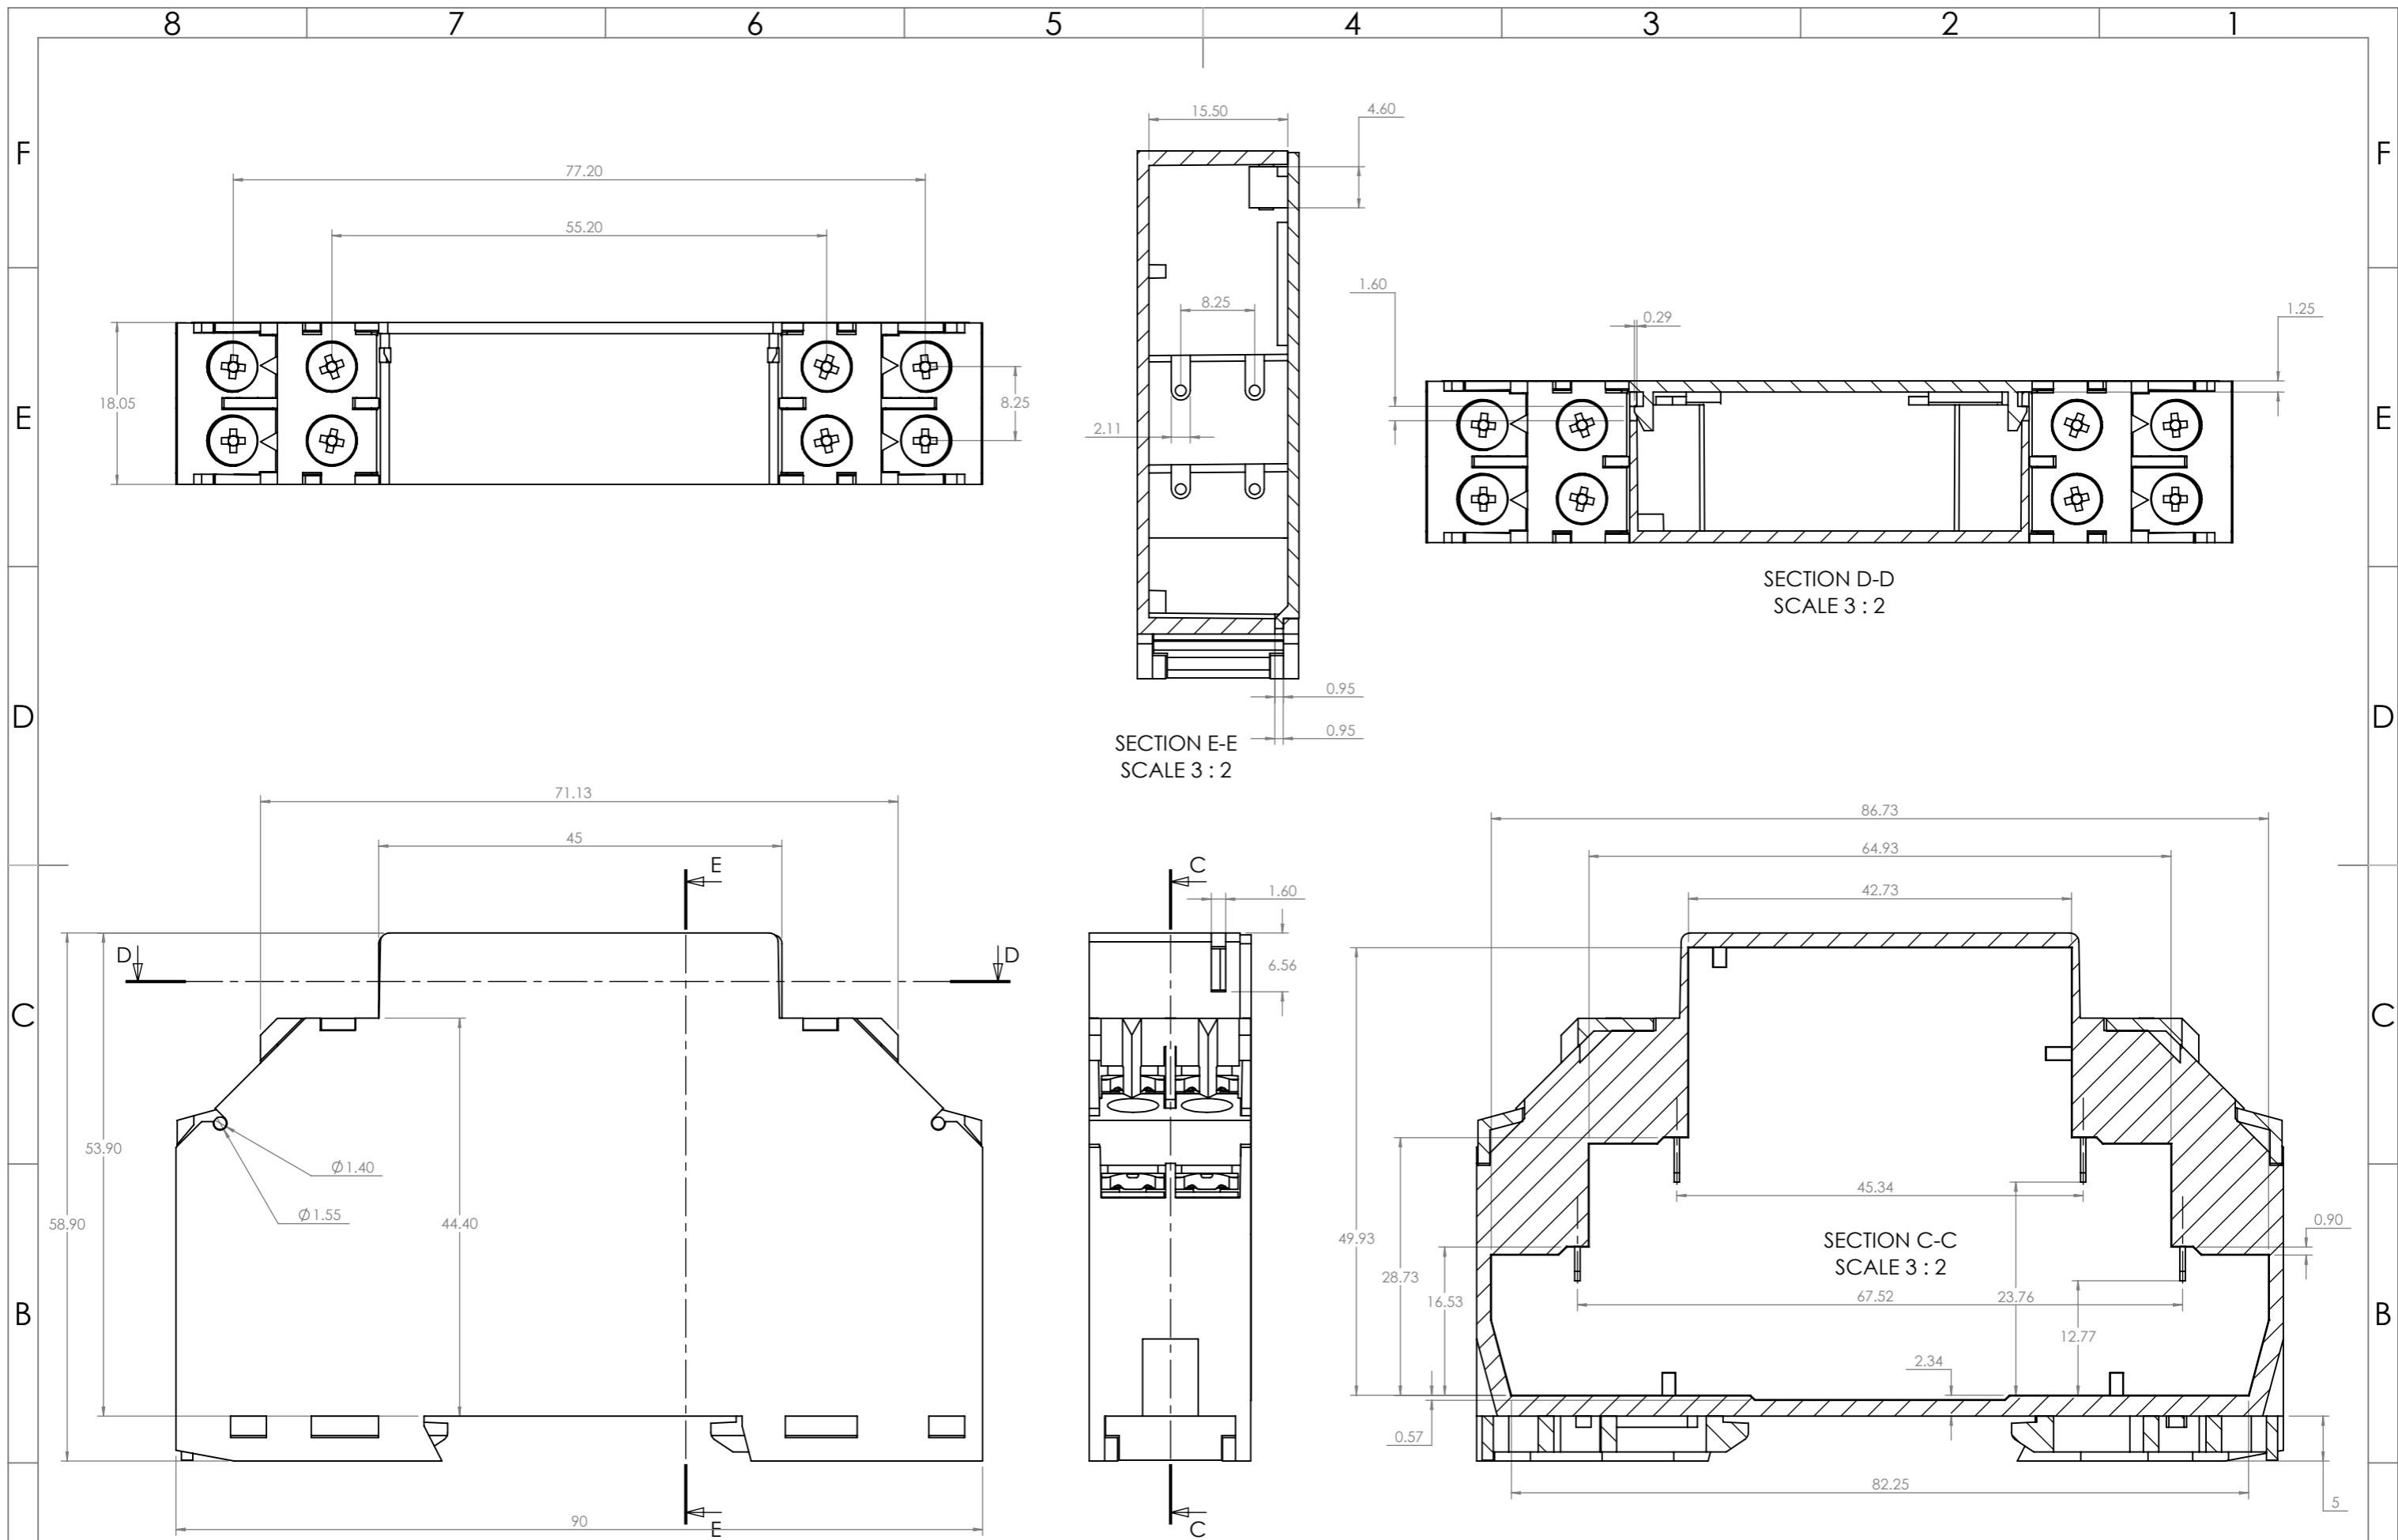 8 7 6 5 4 3 2 1
F F
E E
D D
C C
B B
77.20
55.20
18.05
8.25
15.50
4.60
8.25
2.11
0.95
0.95
SECTION E-E
SCALE 3 : 2
1.60
0.29
1.25
SECTION D-D
SCALE 3 : 2
71.13
45
E
D D
53.90
58.90
Ø1.40
Ø1.55
44.40
90
E
C
1.60
6.56
C
86.73
64.93
42.73
49.93
28.73
16.53
45.34
SECTION C-C
SCALE 3 : 2
0.90
67.52
23.76
12.77
2.34
0.57
82.25
5